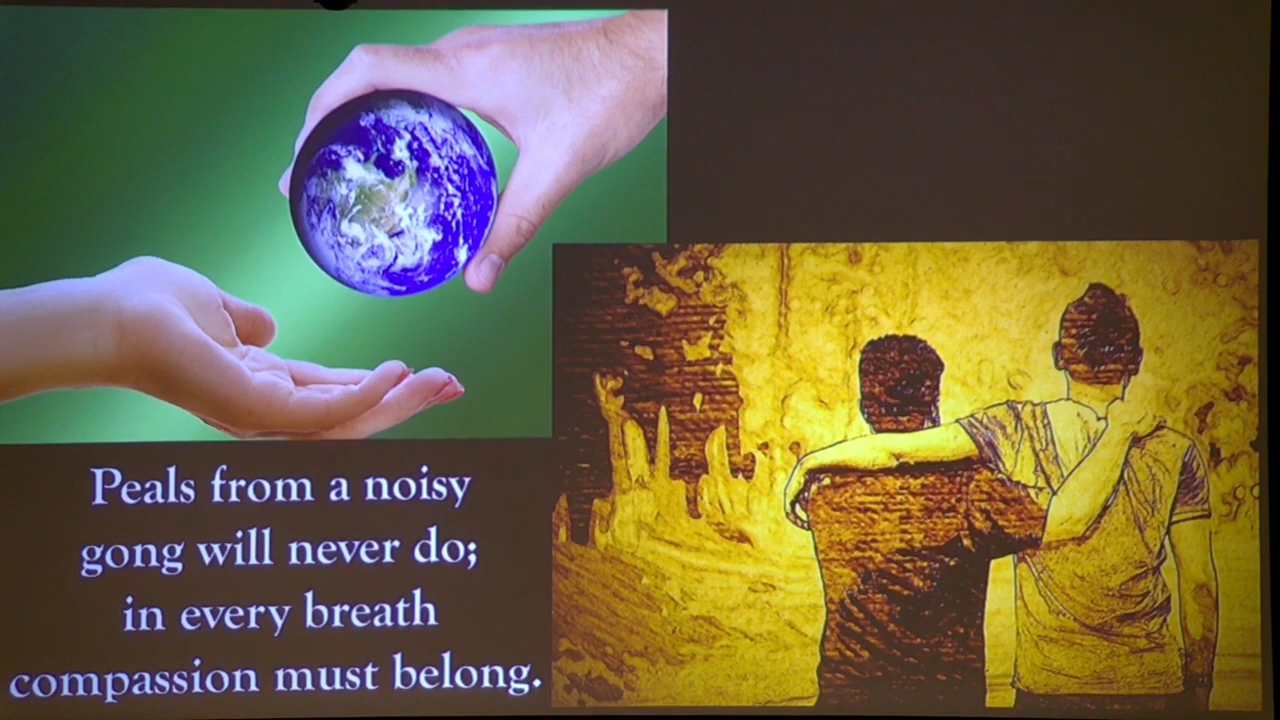 Peals from a noisy
gong will never do;
in every breath
compassion must belong.